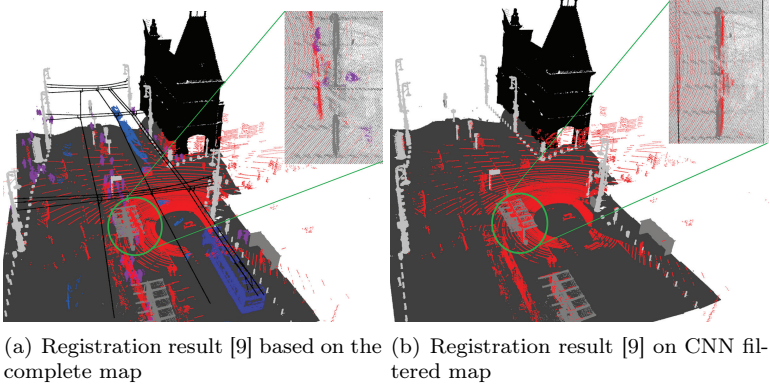 (a) Registration result [9] based on the
complete map
(b) Registration result [9] on CNN fil-
tered map